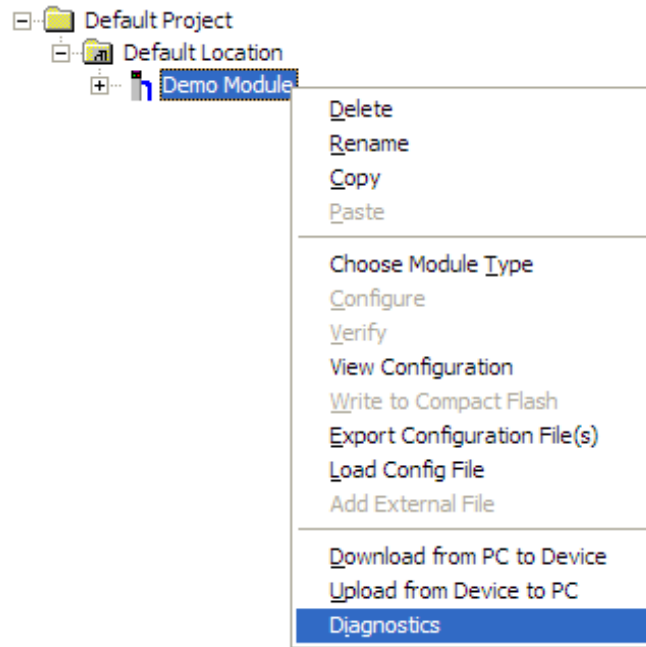 Default Project
Default Location
Demo Module
Delete
Rename
Copy
Paste
Choose Module Type
Configure
Verify
View Configuration
Write to Compact Flash
Export Configuration File(s)
Load Config File
Add External File
Download from PC to Device
Upload from Device to PC
Diagnostics